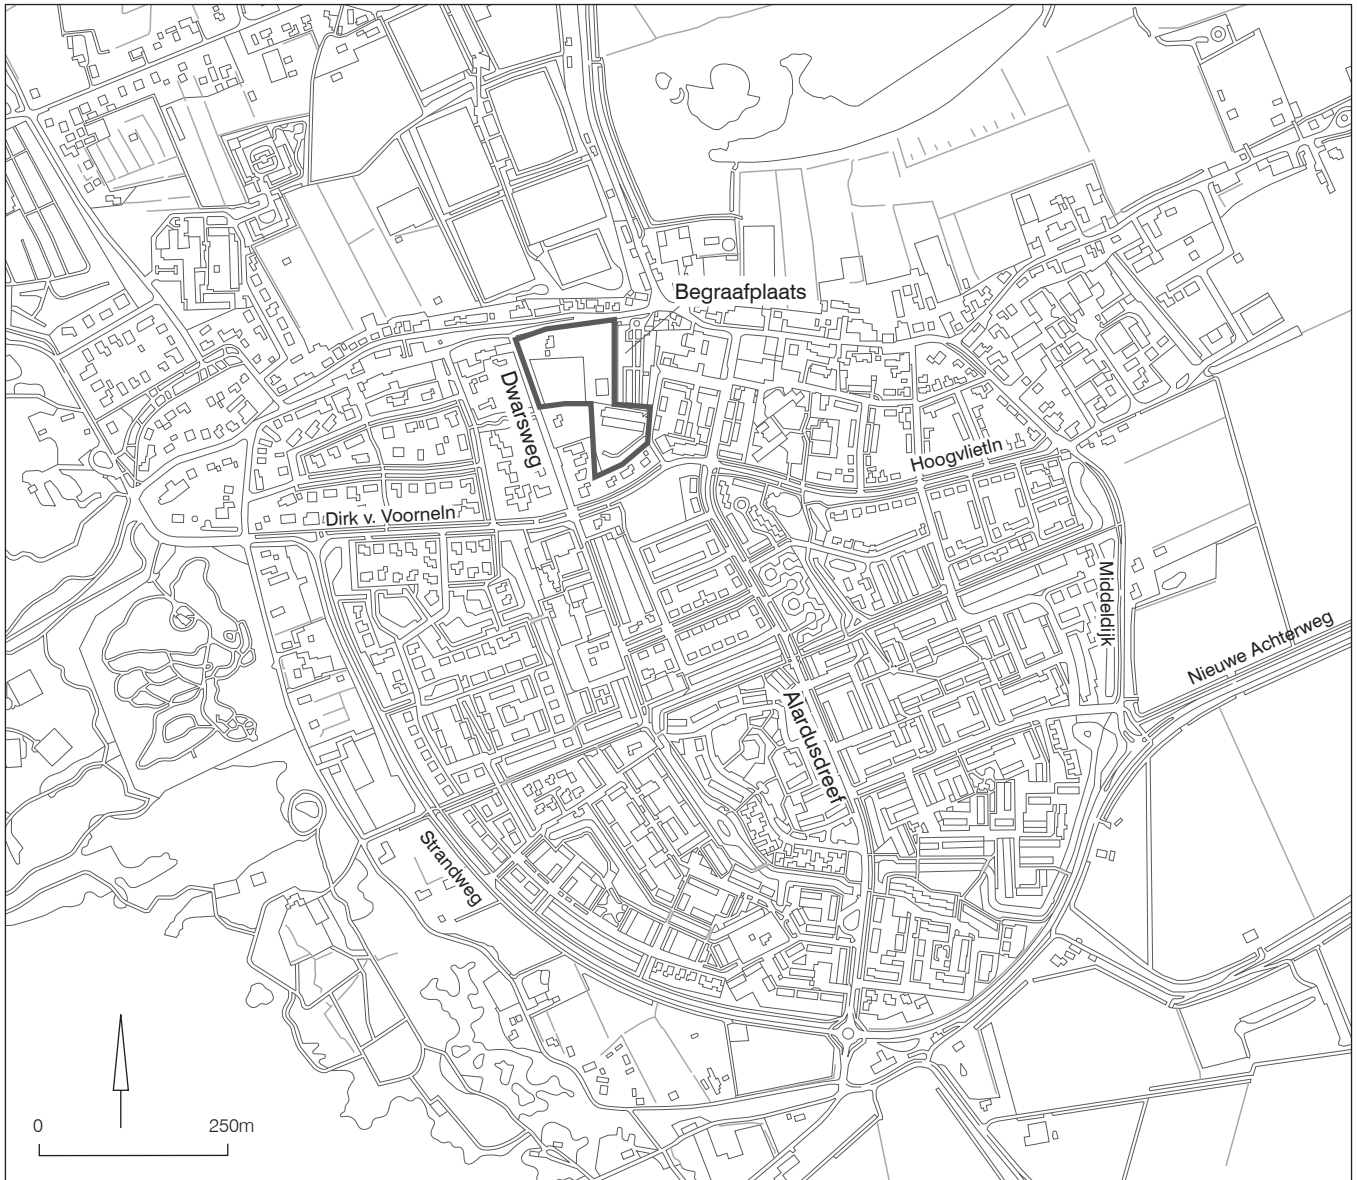 Begraafplaats
Dwarsweg
Hoogvlietln
Dirk v. Voorneln
Middeldijk
Nieuwe Achterweg
Alardusdreef
Strandweg
0 250m